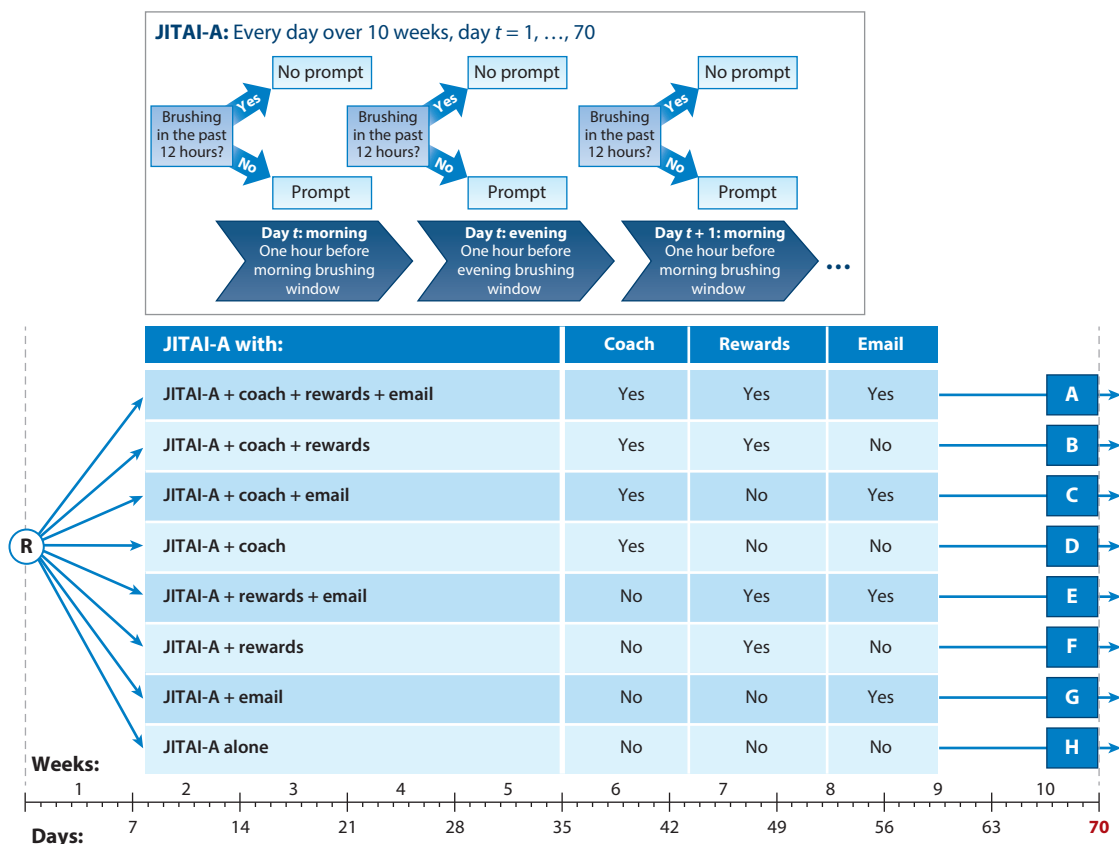 JITAI-A: Every day over 10 weeks, day t = 1, …, 70
No prompt
No prompt
No prompt
Yes
Yes
Yes
Brushing
in the past
12 hours?
Brushing
in the past
12 hours?
Brushing
in the past
12 hours?
No
No
No
Prompt
Prompt
Prompt
Day t: morning
One hour before
morning brushing
window
Day t: evening
One hour before
evening brushing
window
Day t + 1: morning
One hour before
morning brushing
window
...
JITAI-A with: Coach Rewards Email
JITAI-A + coach + rewards + email Yes Yes Yes A
JITAI-A + coach + rewards Yes Yes No B
JITAI-A + coach + email Yes No Yes C
R
JITAI-A + coach Yes No No D
JITAI-A + rewards + email No Yes Yes E
JITAI-A + rewards No Yes No F
JITAI-A + email No No Yes G
JITAI-A alone No No No H
Weeks:
1 2 3 4 5 6 7 8 9 10
7 14 21 28 35 42 49 56 63 70
Days: